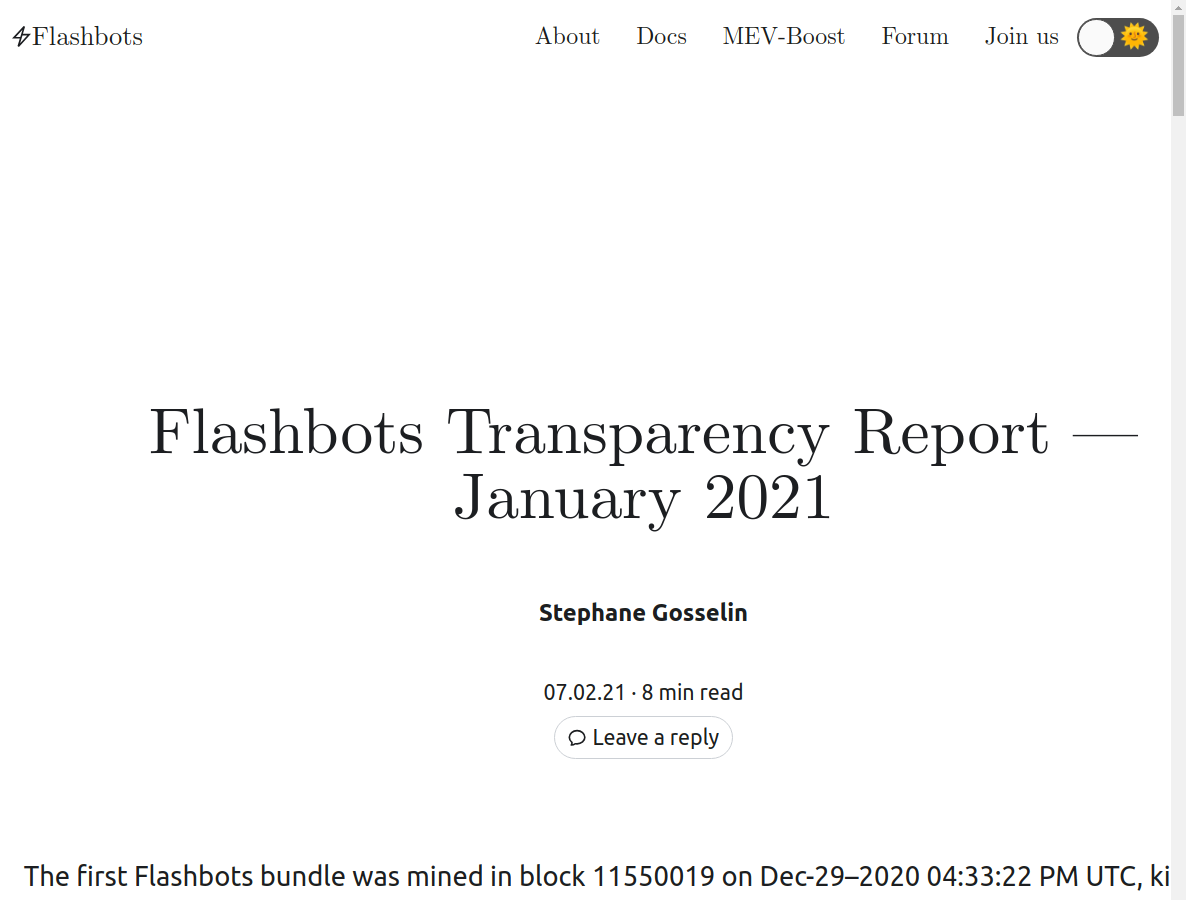 Flashbots
About Docs MEV-Boost Forum Join us
Flashbots Transparency Report —
January 2021
Stephane Gosselin
07.02.21 · 8 min read
Leave a reply
The first Flashbots bundle was mined in block 11550019 on Dec-29–2020 04:33:22 PM UTC, ki